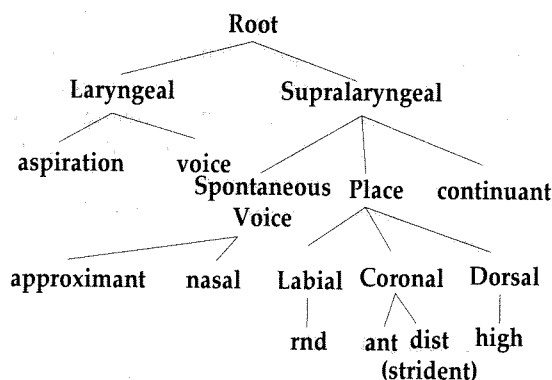 Root
Laryngeal Supralaryngeal
aspiration voice
Spontaneous Voice Place continuant
approximant nasal Labial Coronal Dorsal
rnd ant dist high
(strident)